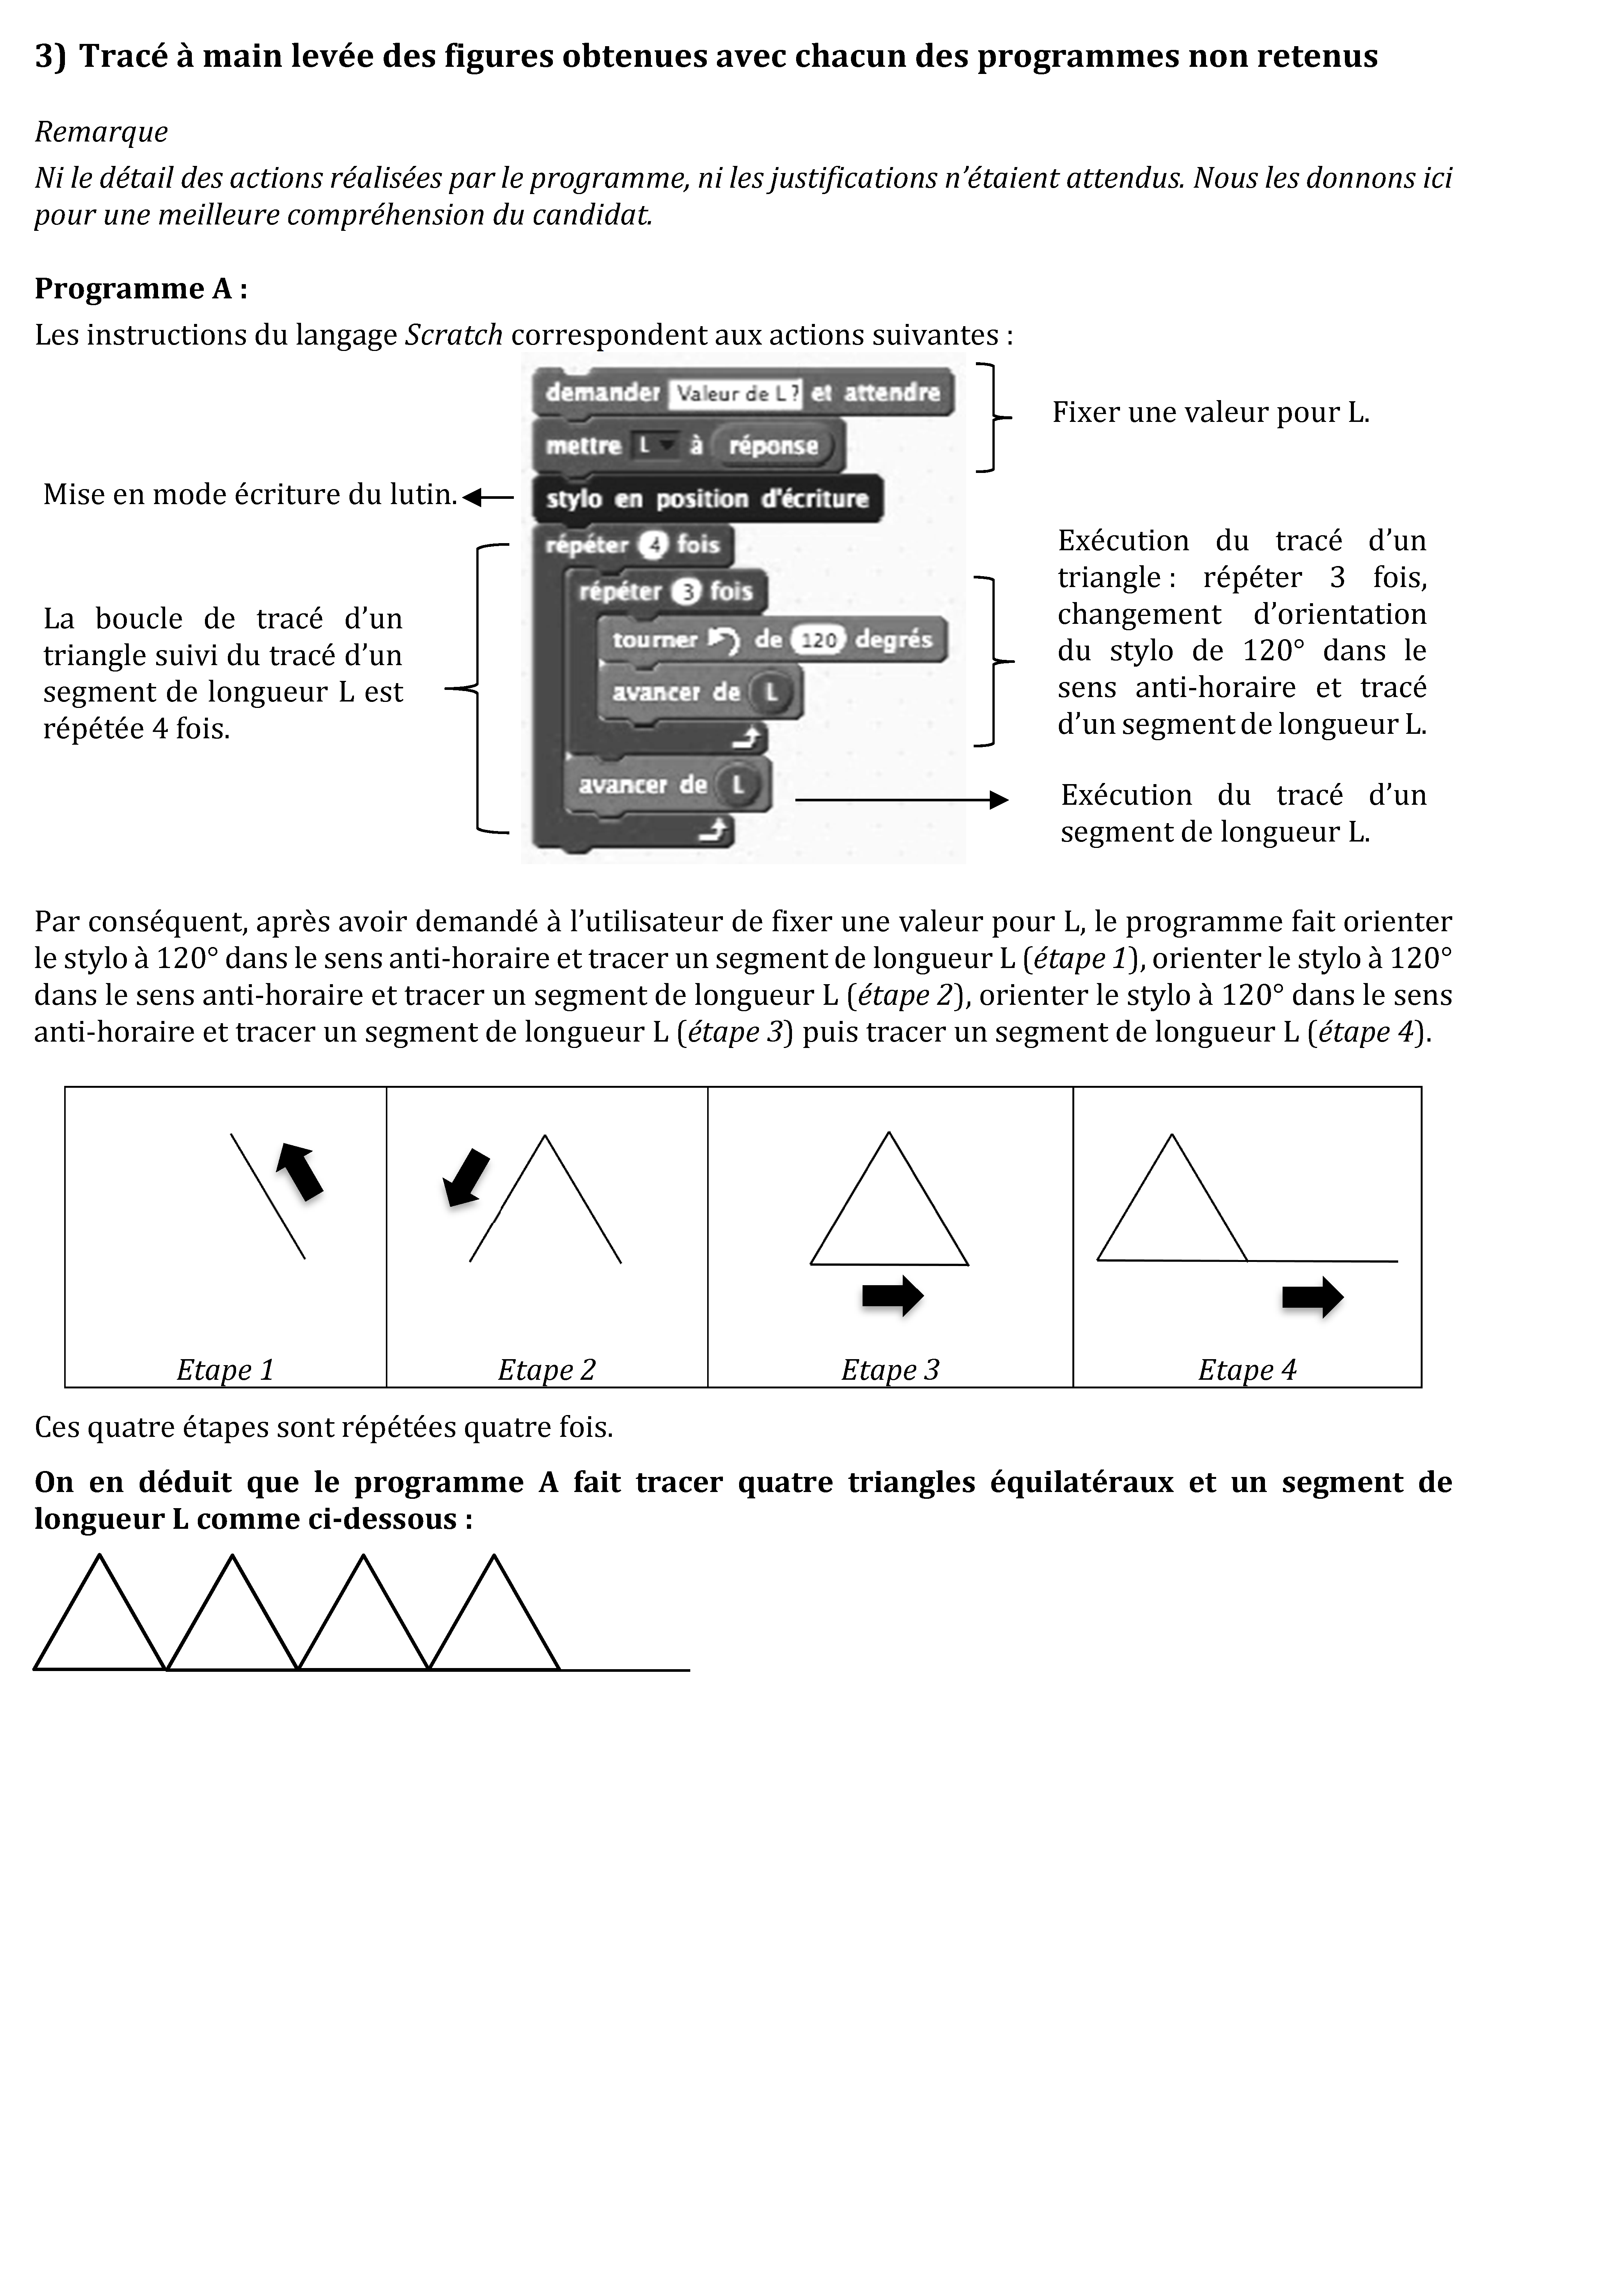 3) Tracé à main levée des figures obtenues avec chacun des programmes non retenus
Remarque
Ni le détail des actions réalisées par le programme, ni les justifications n’étaient attendus. Nous les donnons ici
pour une meilleure compréhension du candidat.
Programme A :
Les instructions du langage Scratch correspondent aux actions suivantes :
demander Valeur de L ? et attendre
mettre L à réponse
Fixer une valeur pour L.
Mise en mode écriture du lutin.
stylo en position d'écriture
répéter 4 fois
répéter 3 fois
tourner de 120 degrés
avancer de L
avancer de L
La boucle de tracé d’un
triangle suivi du tracé d’un
segment de longueur L est
répétée 4 fois.
Exécution du tracé d’un
triangle : répéter 3 fois,
changement d’orientation
du stylo de 120° dans le
sens anti-horaire et tracé
d’un segment de longueur L.
Exécution du tracé d’un
segment de longueur L.
Par conséquent, après avoir demandé à l’utilisateur de fixer une valeur pour L, le programme fait orienter
le stylo à 120° dans le sens anti-horaire et tracer un segment de longueur L (étape 1), orienter le stylo à 120°
dans le sens anti-horaire et tracer un segment de longueur L (étape 2), orienter le stylo à 120° dans le sens
anti-horaire et tracer un segment de longueur L (étape 3) puis tracer un segment de longueur L (étape 4).
Etape 1
Etape 2
Etape 3
Etape 4
Ces quatre étapes sont répétées quatre fois.
On en déduit que le programme A fait tracer quatre triangles équilatéraux et un segment de
longueur L comme ci-dessous :